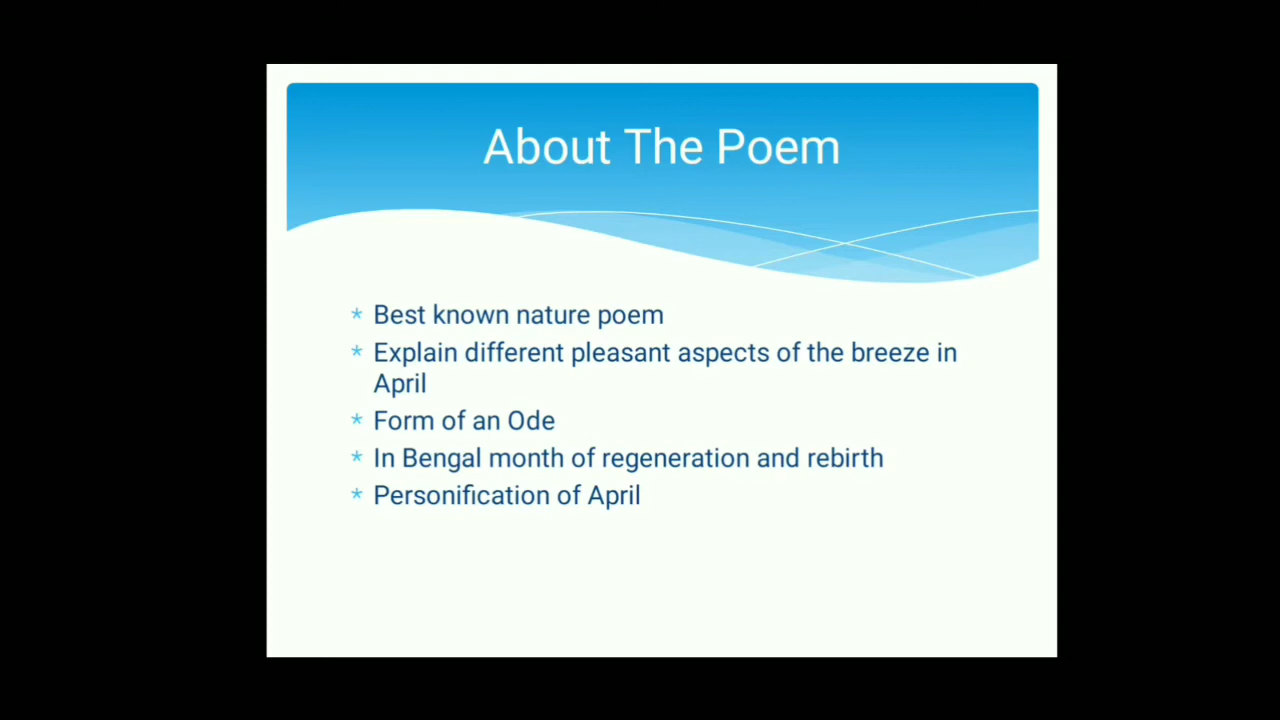 About The Poem
* Best known nature poem
* Explain different pleasant aspects of the breeze in
April
* Form of an Ode
* In Bengal month of regeneration and rebirth
* Personification of April